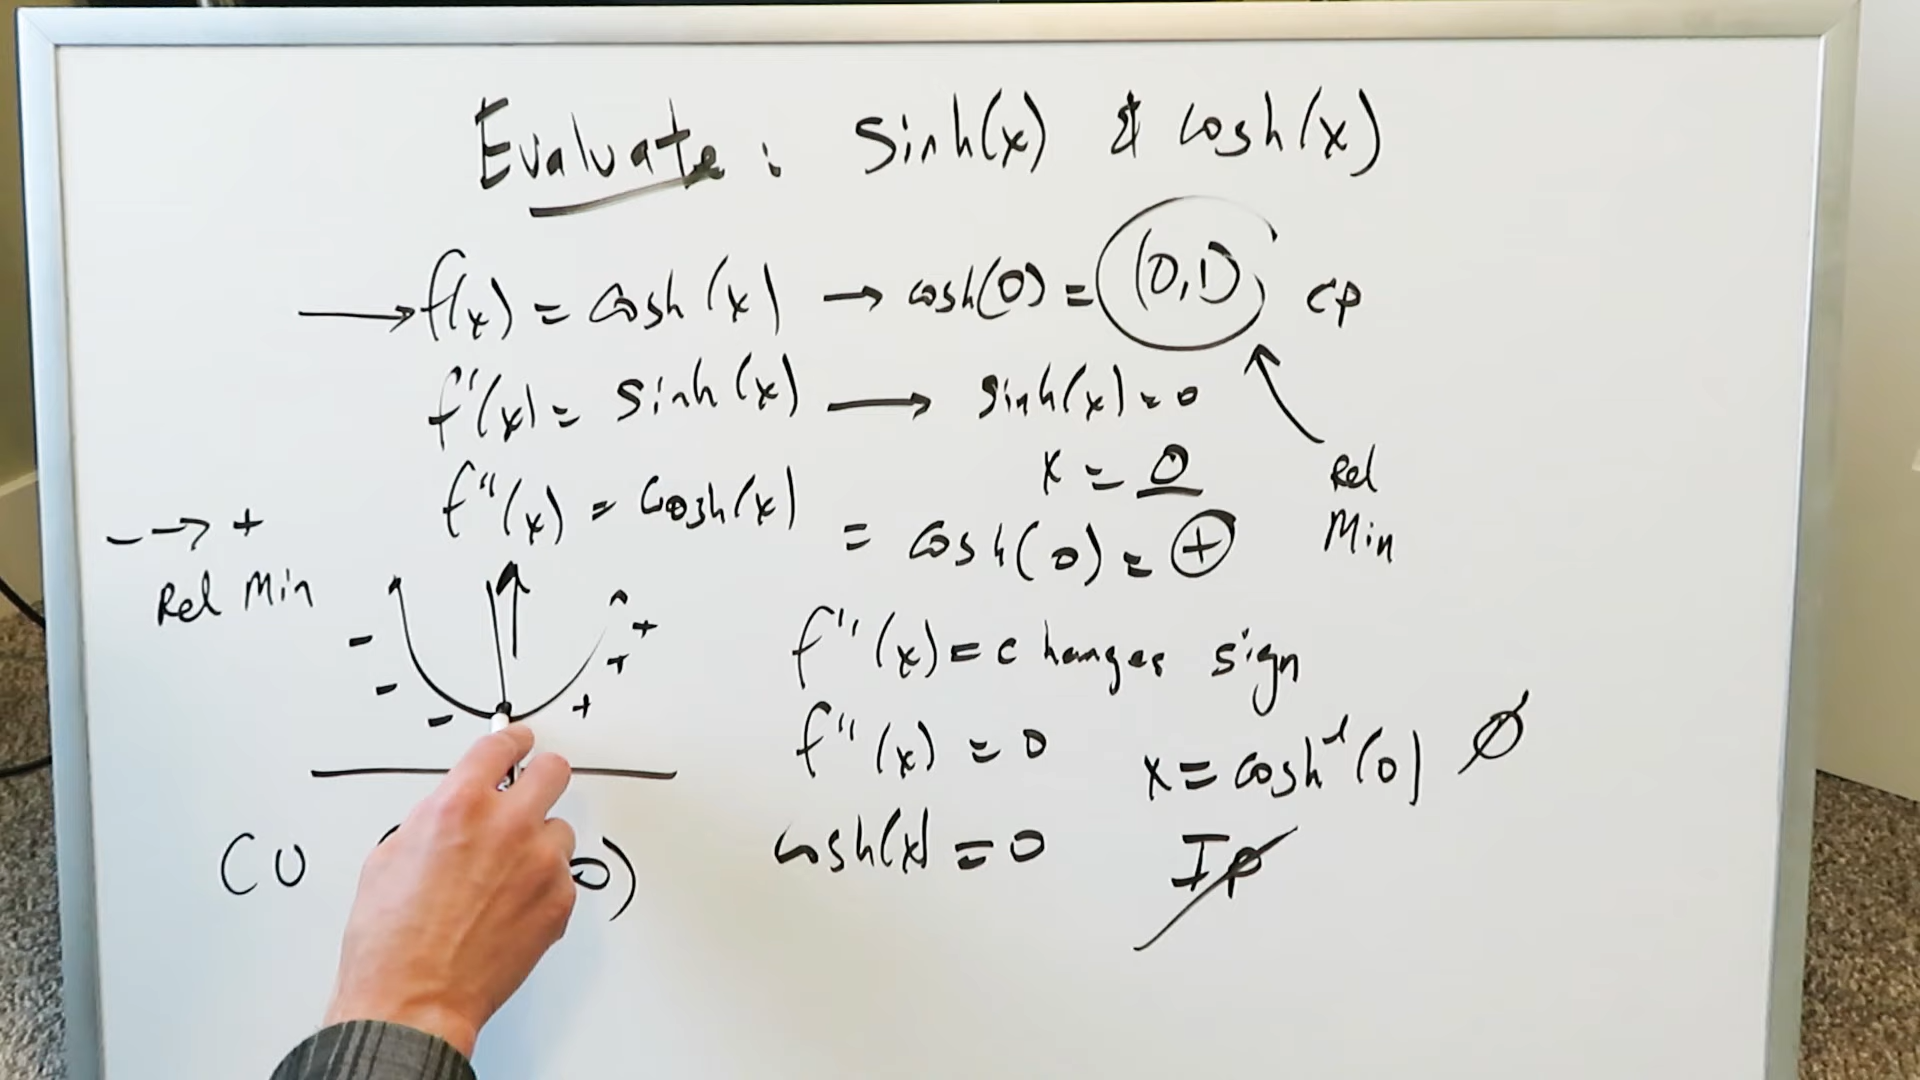 Evaluate: Sinh(x) & cosh(x)
→ f(x) = cosh(x) → cosh(0) = (0,1) CP
f'(x) = sinh(x) → sinh(x) = 0
x = 0
Rel
Min
f''(x) = cosh(x) = cosh(0) = +
- → +
Rel Min
- - - + + +
f''(x) = changes sign
f''(x) = 0 x = cosh⁻¹(0) ∅
cosh(x) = 0 IP
CU ( 0)